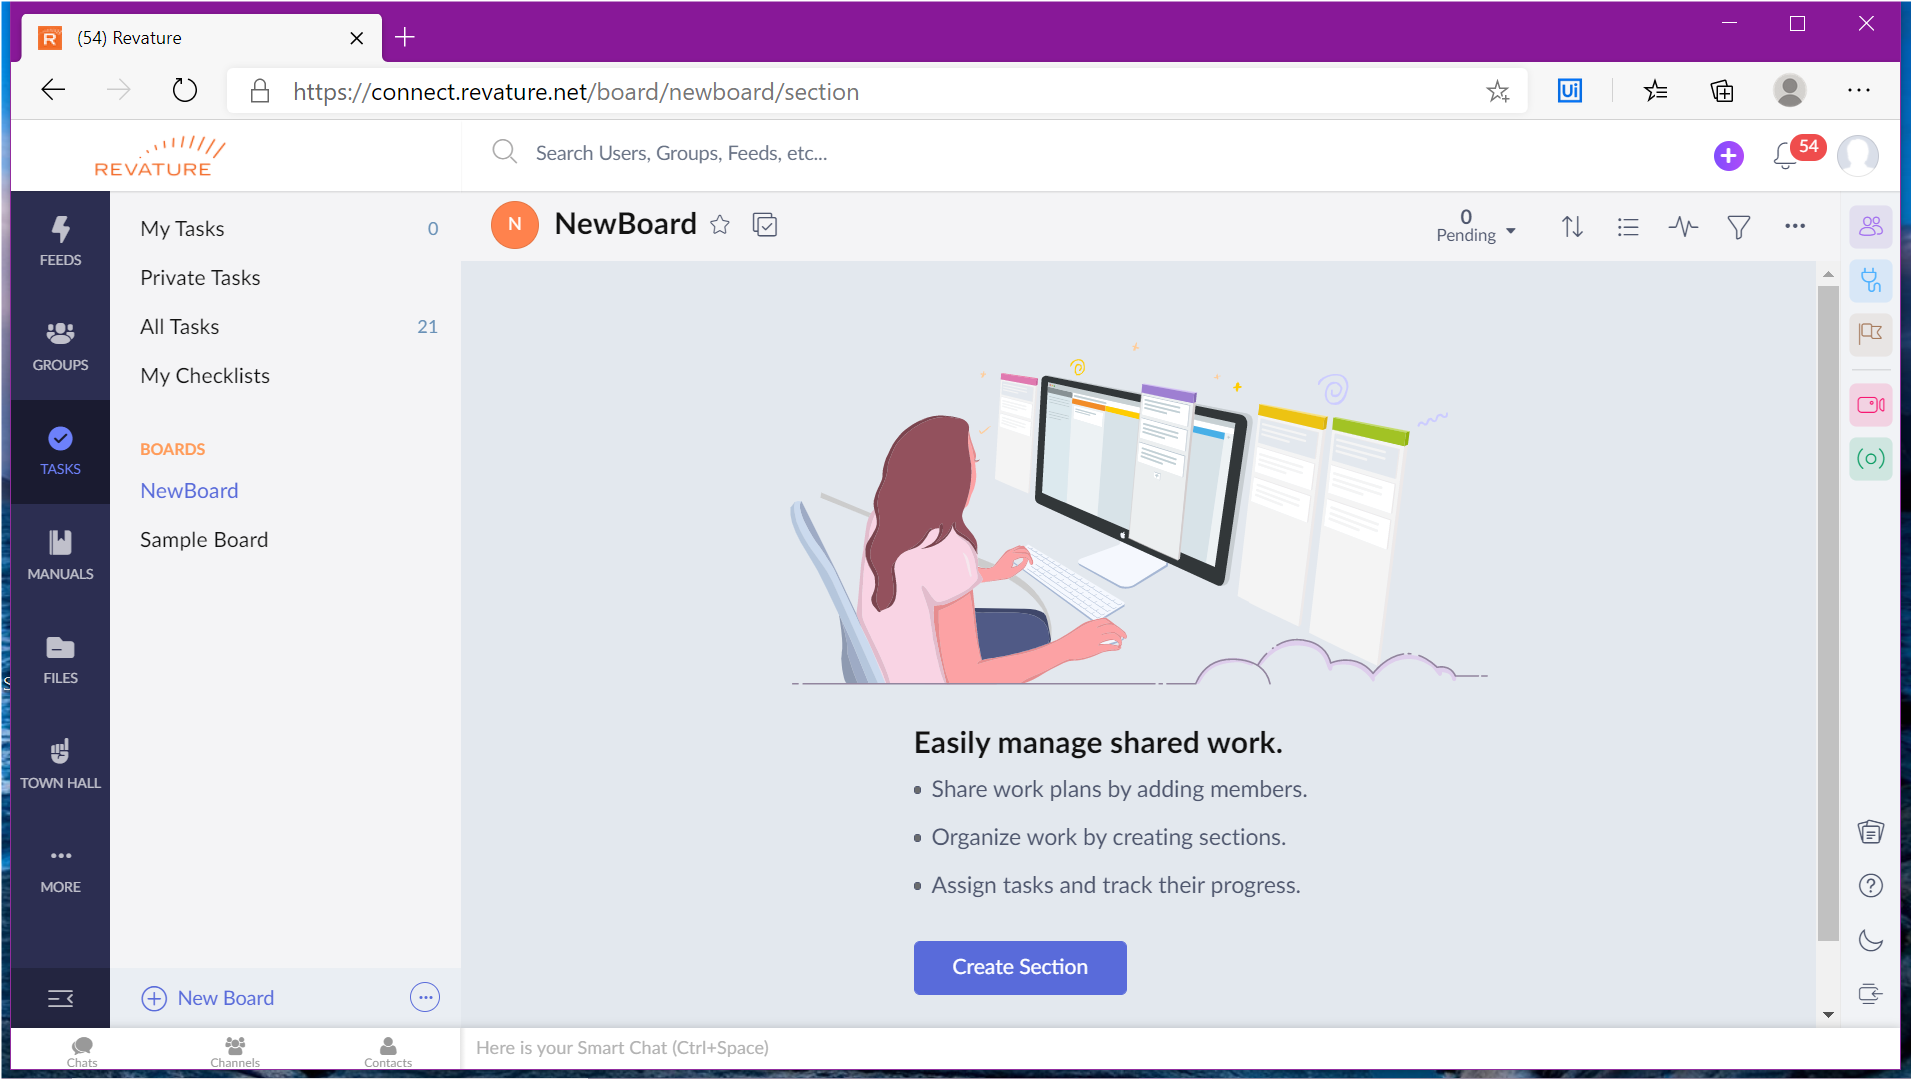 (54) Revature
https://connect.revature.net/board/newboard/section
REVATURE
Search Users, Groups, Feeds, etc...
54
FEEDS
GROUPS
TASKS
MANUALS
FILES
TOWN HALL
MORE
My Tasks 0
Private Tasks
All Tasks 21
My Checklists
BOARDS
NewBoard
Sample Board
New Board
N NewBoard
0
Pending
Easily manage shared work.
• Share work plans by adding members.
• Organize work by creating sections.
• Assign tasks and track their progress.
Create Section
Chats
Channels
Contacts
Here is your Smart Chat (Ctrl+Space)